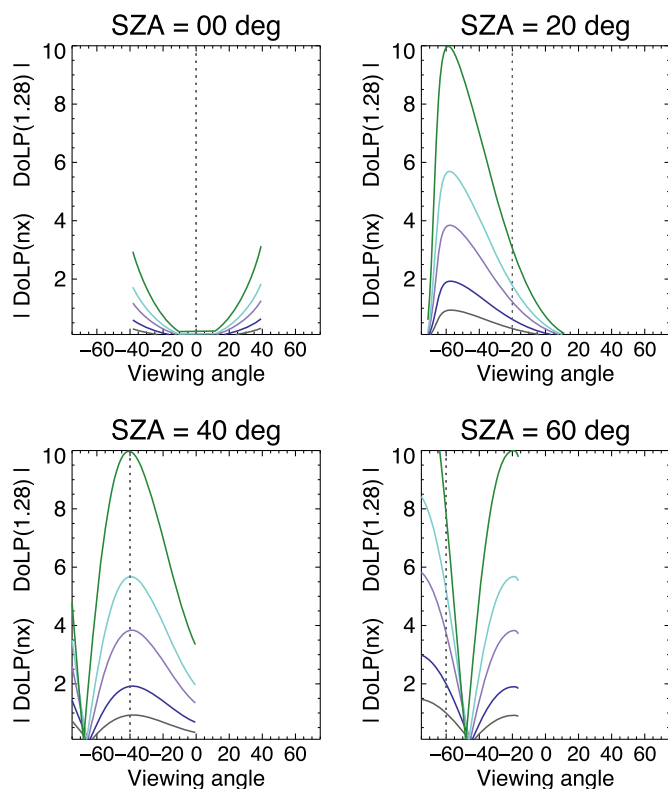 SZA = 00 deg
10
8
6
4
2
| DoLP(nx) DoLP(1.28) |
−60−40−20 0 20 40 60
Viewing angle
SZA = 20 deg
10
8
6
4
2
| DoLP(nx) DoLP(1.28) |
−60−40−20 0 20 40 60
Viewing angle
SZA = 40 deg
10
8
6
4
2
| DoLP(nx) DoLP(1.28) |
−60−40−20 0 20 40 60
Viewing angle
SZA = 60 deg
10
8
6
4
2
| DoLP(nx) DoLP(1.28) |
−60−40−20 0 20 40 60
Viewing angle